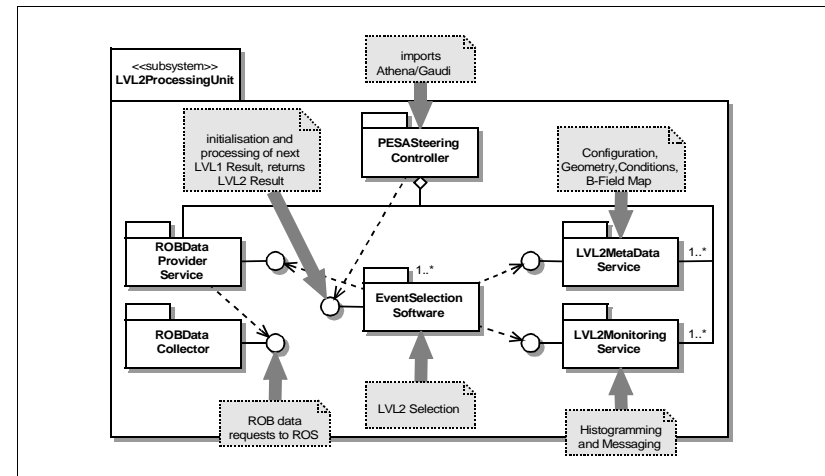 <<subsystem>>
LVL2ProcessingUnit
imports
Athena/Gaudi
initialisation and
processing of next
LVL1 Result, returns
LVL2 Result
PESASteering
Controller
Configuration,
Geometry,Conditions,
B-Field Map
ROBData
Provider
Service
1..*
LVL2MetaData
Service
1..*
EventSelection
Software
ROBData
Collector
LVL2Monitoring
Service
1..*
ROB data
requests to ROS
LVL2 Selection
Histogramming
and Messaging